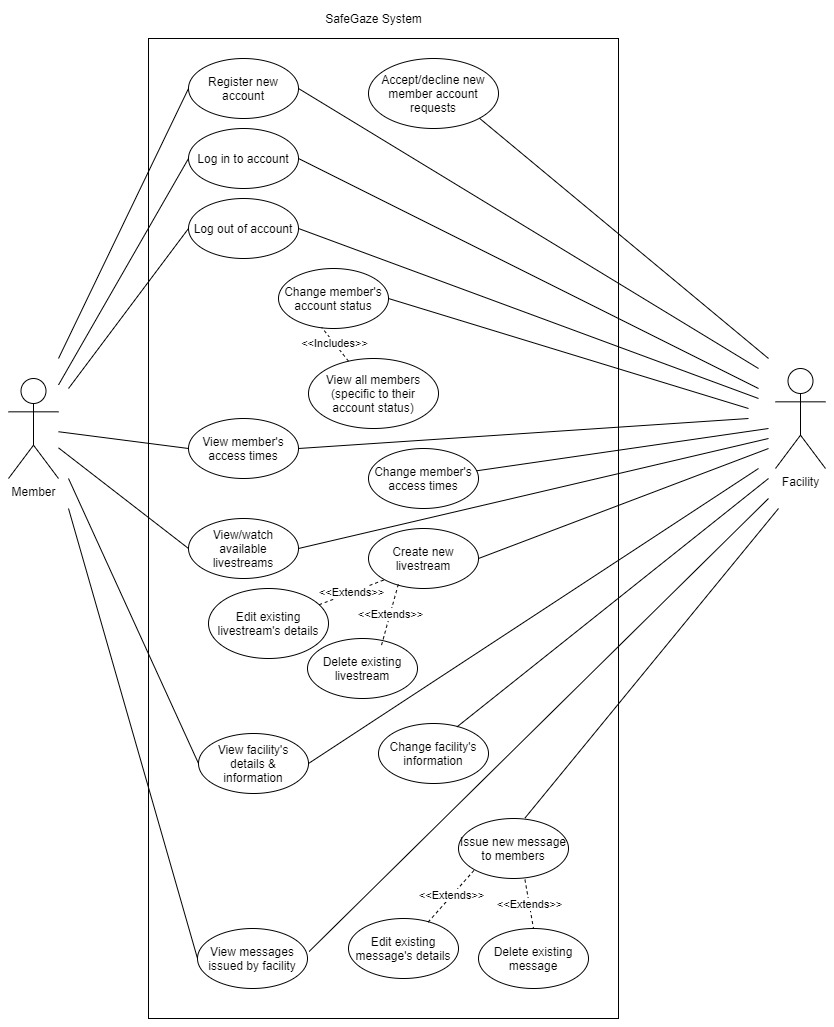 SafeGaze System
Register new
account
Accept/decline new
member account
requests
Log in to account
Log out of account
Change member's
account status
<<Includes>>
View all members
(specific to their
account status)
Member
Facility
View member's
access times
Change member's
access times
View/watch
available
livestreams
Create new
livestream
<<Extends>>
<<Extends>>
Edit existing
livestream's details
Delete existing
livestream
View facility's
details &
information
Change facility's
information
Issue new message
to members
<<Extends>>
<<Extends>>
Edit existing
message's details
Delete existing
message
View messages
issued by facility